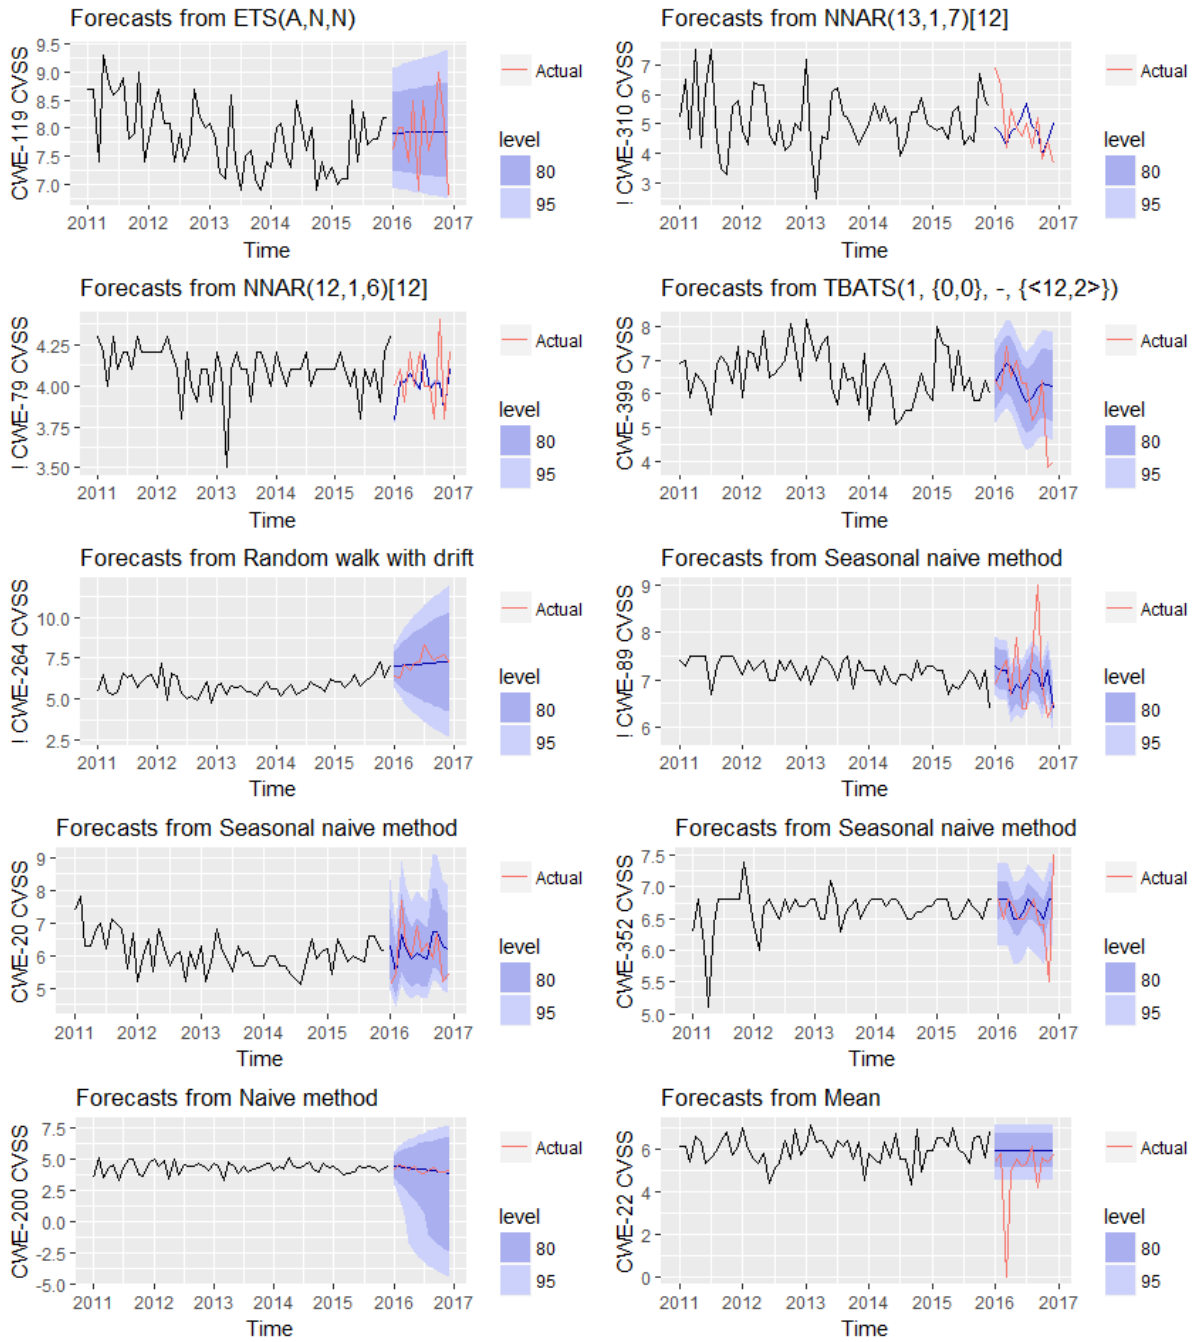 Forecasts from ETS(A,N,N)
CWE-119 CVSS
9.5
9.0
8.5
8.0
7.5
7.0
2011 2012 2013 2014 2015 2016 2017
Time
Actual
level
80
95
Forecasts from NNAR(13,1,7)[12]
! CWE-310 CVSS
7
6
5
4
3
2011 2012 2013 2014 2015 2016 2017
Time
Actual
level
80
95
Forecasts from NNAR(12,1,6)[12]
! CWE-79 CVSS
4.25
4.00
3.75
3.50
2011 2012 2013 2014 2015 2016 2017
Time
Actual
level
80
95
Forecasts from TBATS(1, {0,0}, -, {<12,2>})
CWE-399 CVSS
8
7
6
5
4
2011 2012 2013 2014 2015 2016 2017
Time
Actual
level
80
95
Forecasts from Random walk with drift
! CWE-264 CVSS
10.0
7.5
5.0
2.5
2011 2012 2013 2014 2015 2016 2017
Time
Actual
level
80
95
Forecasts from Seasonal naive method
! CWE-89 CVSS
9
8
7
6
2011 2012 2013 2014 2015 2016 2017
Time
Actual
level
80
95
Forecasts from Seasonal naive method
CWE-20 CVSS
9
8
7
6
5
2011 2012 2013 2014 2015 2016 2017
Time
Actual
level
80
95
Forecasts from Seasonal naive method
CWE-352 CVSS
7.5
7.0
6.5
6.0
5.5
5.0
2011 2012 2013 2014 2015 2016 2017
Time
Actual
level
80
95
Forecasts from Naive method
CWE-200 CVSS
7.5
5.0
2.5
0.0
-2.5
-5.0
2011 2012 2013 2014 2015 2016 2017
Time
Actual
level
80
95
Forecasts from Mean
CWE-22 CVSS
6
4
2
0
2011 2012 2013 2014 2015 2016 2017
Time
Actual
level
80
95